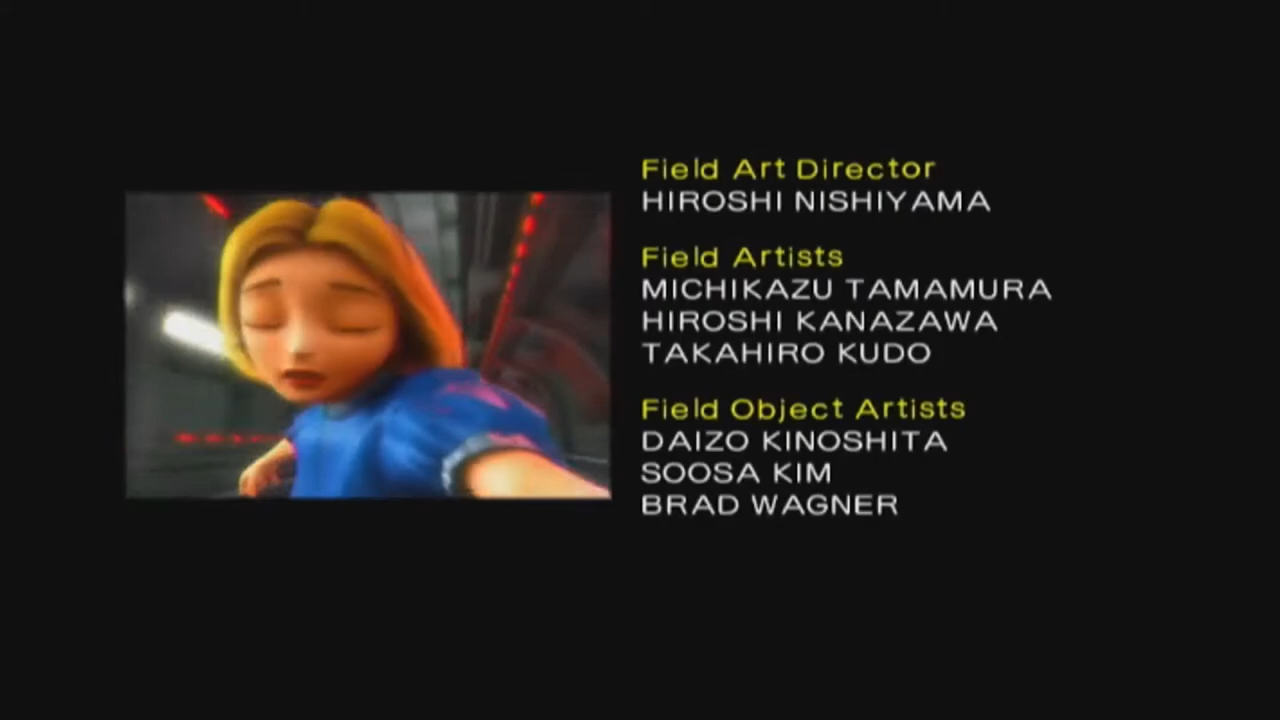 Field Art Director
HIROSHI NISHIYAMA
Field Artists
MICHIKAZU TAMAMURA
HIROSHI KANAZAWA
TAKAHIRO KUDO
Field Object Artists
DAIZO KINOSHITA
SOOSA KIM
BRAD WAGNER